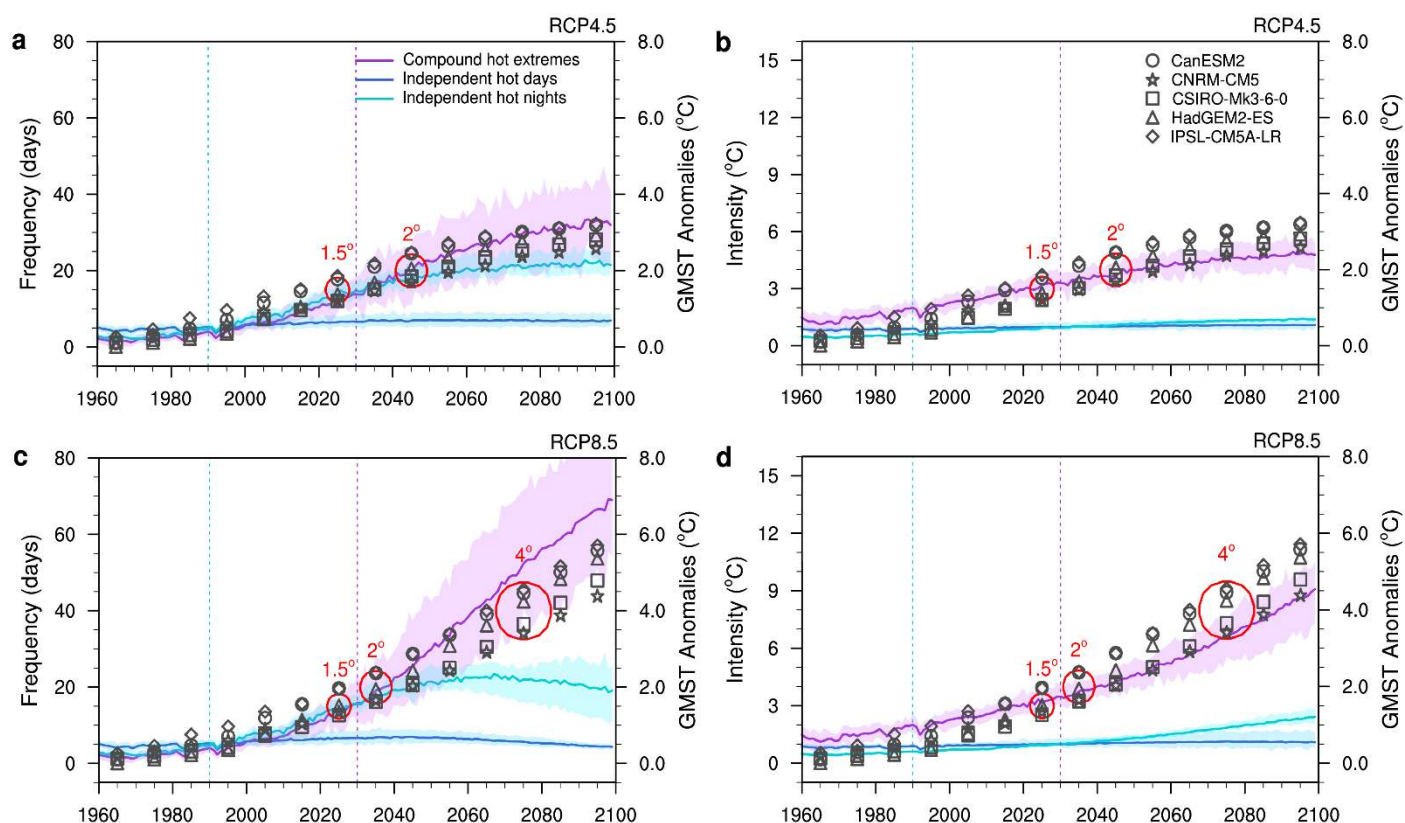 a
RCP4.5
80
60
40
20
0
Frequency (days)
8.0
6.0
4.0
2.0
0.0
GMST Anomalies (°C)
Compound hot extremes
Independent hot days
Independent hot nights
1.5°
2°
1960 1980 2000 2020 2040 2060 2080 2100
b
RCP4.5
15
12
9
6
3
0
Intensity (°C)
8.0
6.0
4.0
2.0
0.0
GMST Anomalies (°C)
CanESM2
CNRM-CM5
CSIRO-Mk3-6-0
HadGEM2-ES
IPSL-CM5A-LR
1.5°
2°
1960 1980 2000 2020 2040 2060 2080 2100
c
RCP8.5
80
60
40
20
0
Frequency (days)
8.0
6.0
4.0
2.0
0.0
GMST Anomalies (°C)
1.5°
2°
4°
1960 1980 2000 2020 2040 2060 2080 2100
d
RCP8.5
15
12
9
6
3
0
Intensity (°C)
8.0
6.0
4.0
2.0
0.0
GMST Anomalies (°C)
1.5°
2°
4°
1960 1980 2000 2020 2040 2060 2080 2100